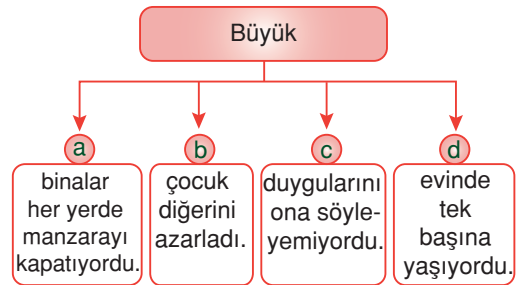 Büyük
a
binalar
her yerde
manzarayı
kapatıyordu.
b
çocuk
diğerini
azarladı.
c
duygularını
ona söyle-
yemiyordu.
d
evinde
tek
başına
yaşıyordu.